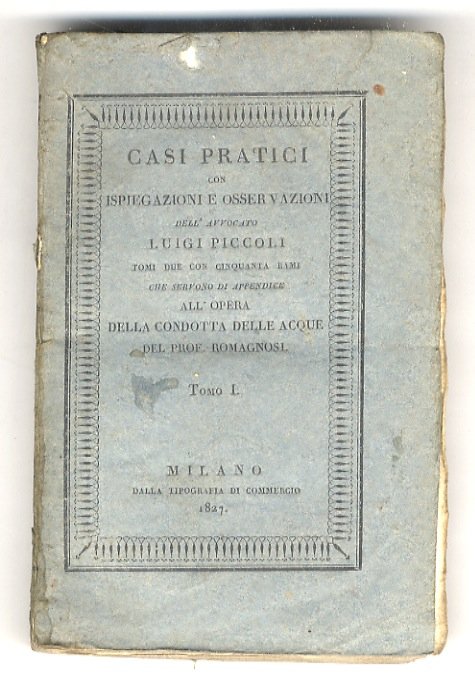 CASI PRATICI
CON
ISPIEGAZIONI E OSSERVAZIONI
DELL' AVVOCATO
LUIGI PICCOLI
TOMI DUE CON CINQUANTA RAMI
CHE SERVONO DI APPENDICE
ALL' OPERA
DELLA CONDOTTA DELLE ACQUE
DEL PROF. ROMAGNOSI.
TOMO I.
MILANO
DALLA TIPOGRAFIA DI COMMERCIO
1827.